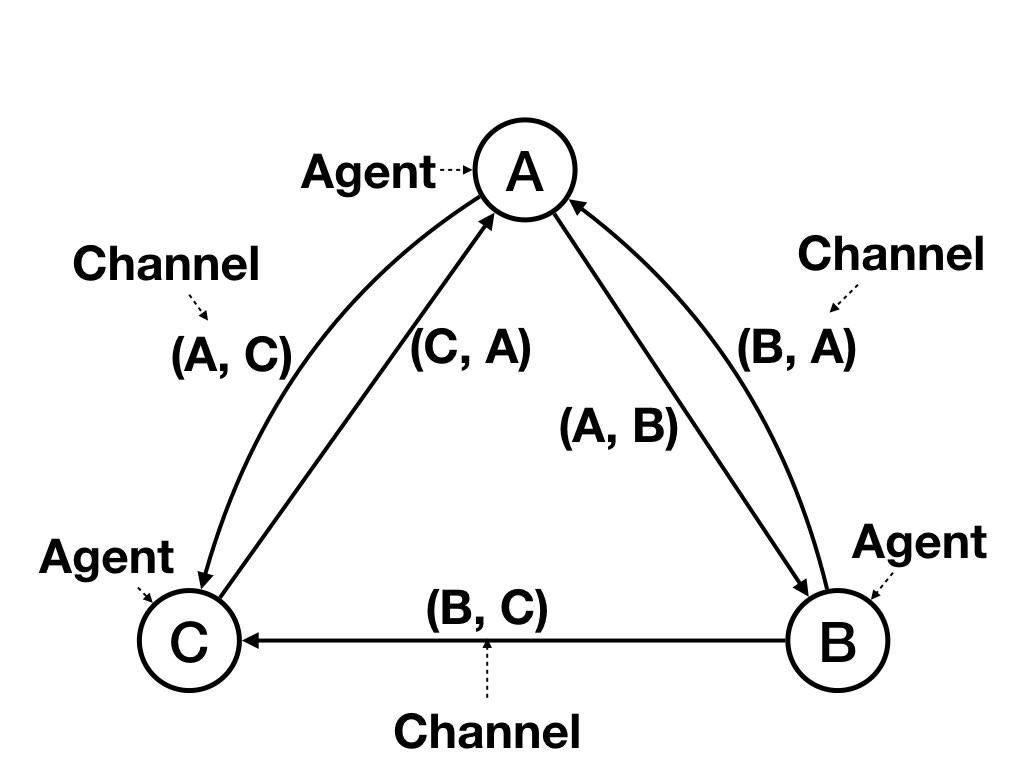 A
Agent
Channel
Channel
(A, C)
(C, A)
(B, A)
(A, B)
Agent
Agent
(B, C)
C
B
Channel